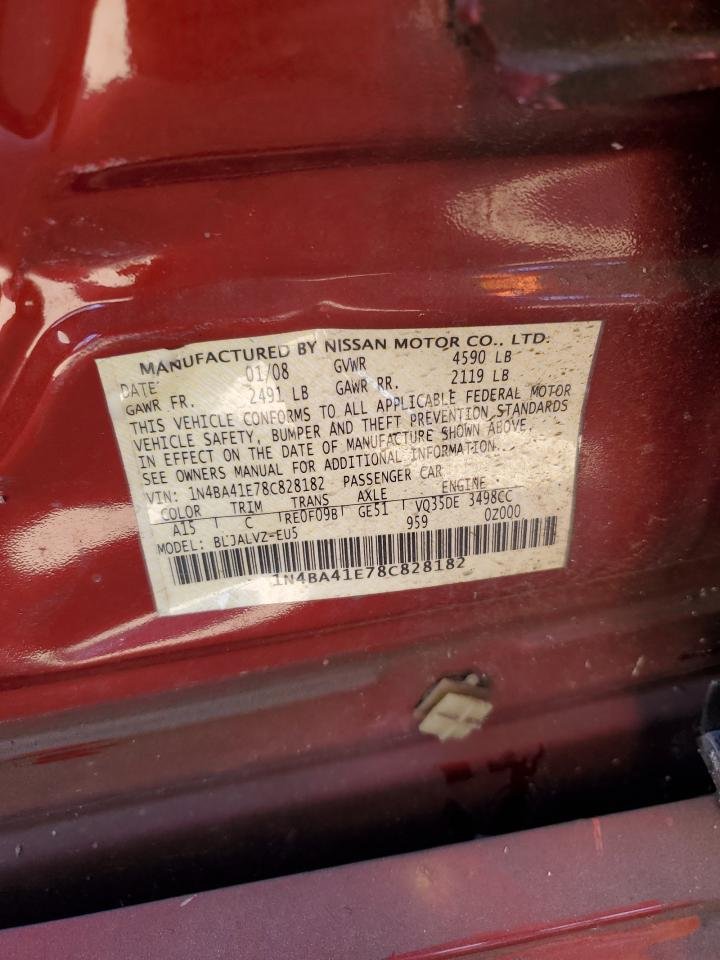 MANUFACTURED BY NISSAN MOTOR CO., LTD.
DATE 01/08 GVWR 4590 LB
GAWR FR. 2491 LB GAWR RR. 2119 LB
THIS VEHICLE CONFORMS TO ALL APPLICABLE FEDERAL MOTOR
VEHICLE SAFETY, BUMPER AND THEFT PREVENTION STANDARDS
IN EFFECT ON THE DATE OF MANUFACTURE SHOWN ABOVE.
SEE OWNERS MANUAL FOR ADDITIONAL INFORMATION.
VIN: 1N4BA41E78C828182 PASSENGER CAR
COLOR TRIM TRANS AXLE ENGINE
A15 C RE0F09B GE51 VQ35DE 3498CC
MODEL: BLJALVZ-EU5 959 0Z000
1N4BA41E78C828182